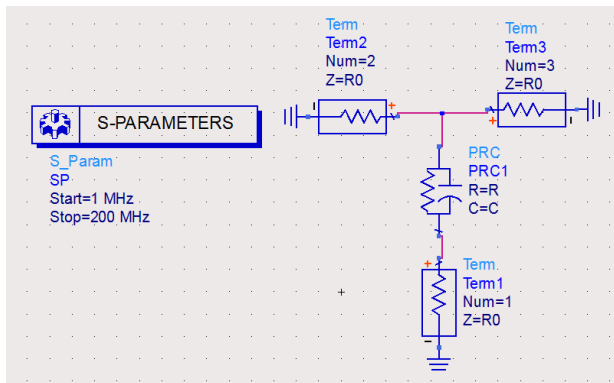 Term
Term2
Num=2
Z=R0
Term
Term3
Num=3
Z=R0
+
+
S-PARAMETERS
S_Param
SP
Start=1 MHz
Stop=200 MHz
PRC
PRC1
R=R
C=C
+
Term
Term1
Num=1
Z=R0